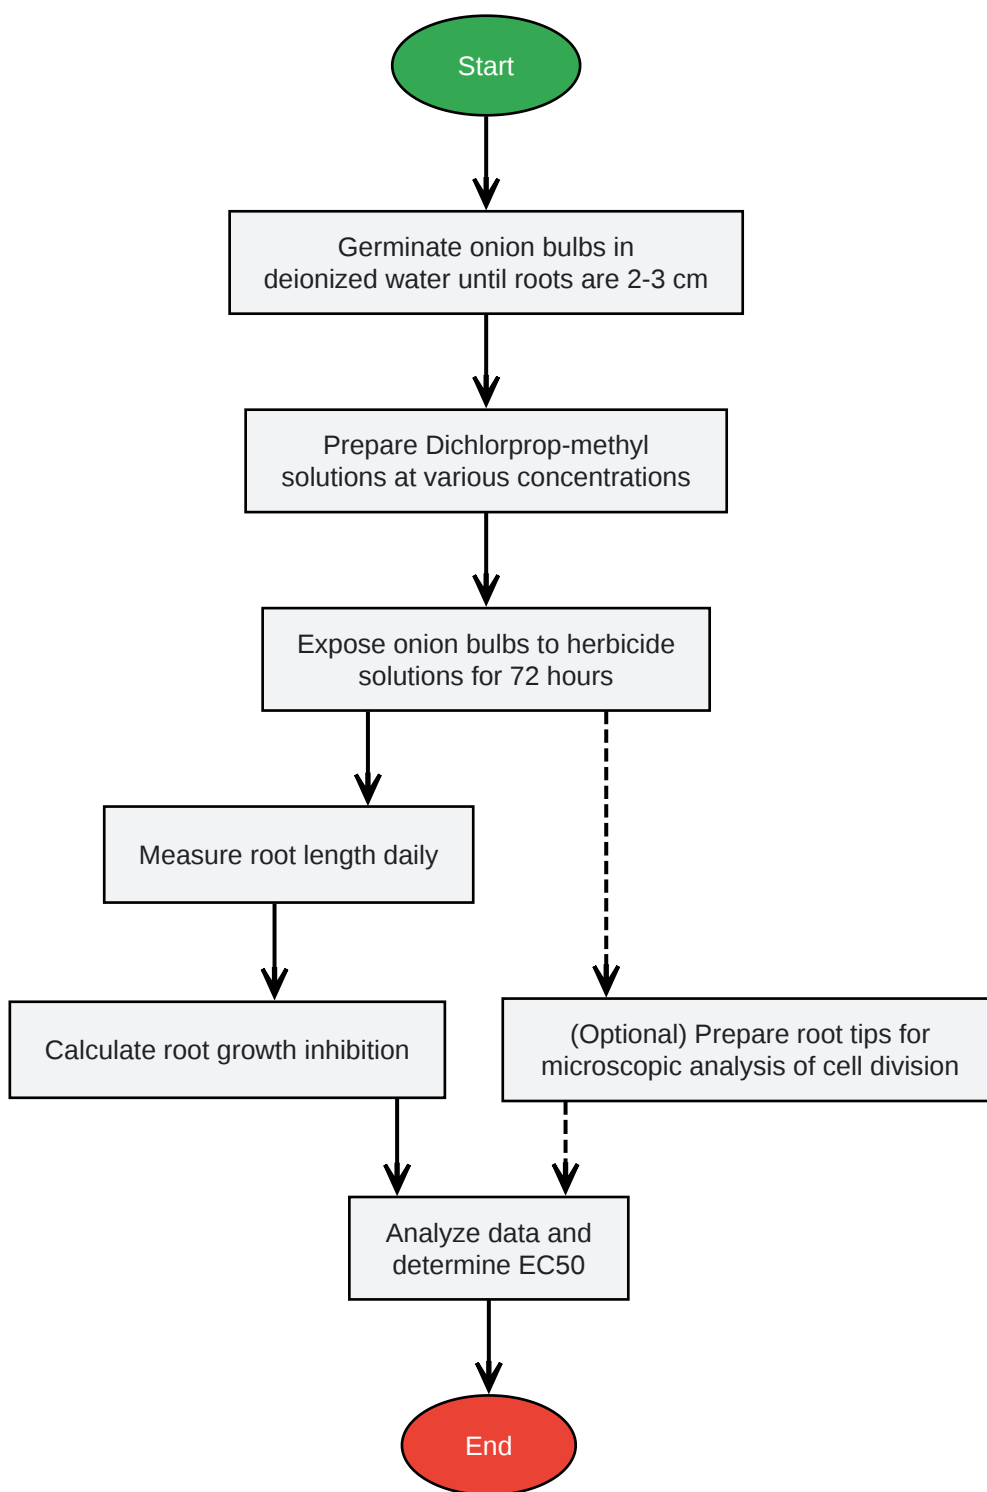 Start
Germinate onion bulbs in
deionized water until roots are 2-3 cm
Prepare Dichlorprop-methyl
solutions at various concentrations
Expose onion bulbs to herbicide
solutions for 72 hours
Measure root length daily
Calculate root growth inhibition
(Optional) Prepare root tips for
microscopic analysis of cell division
Analyze data and
determine EC50
End